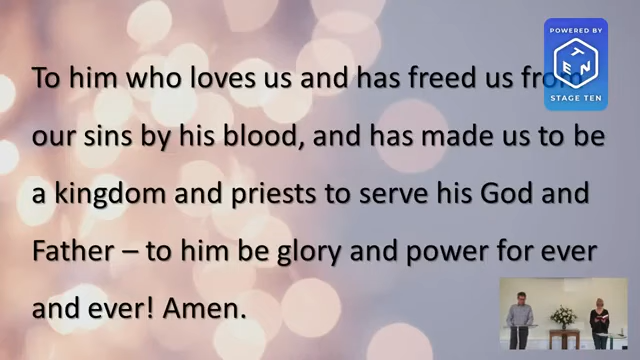 POWERED BY
TEN
STAGE TEN
To him who loves us and has freed us from
our sins by his blood, and has made us to be
a kingdom and priests to serve his God and
Father – to him be glory and power for ever
and ever! Amen.